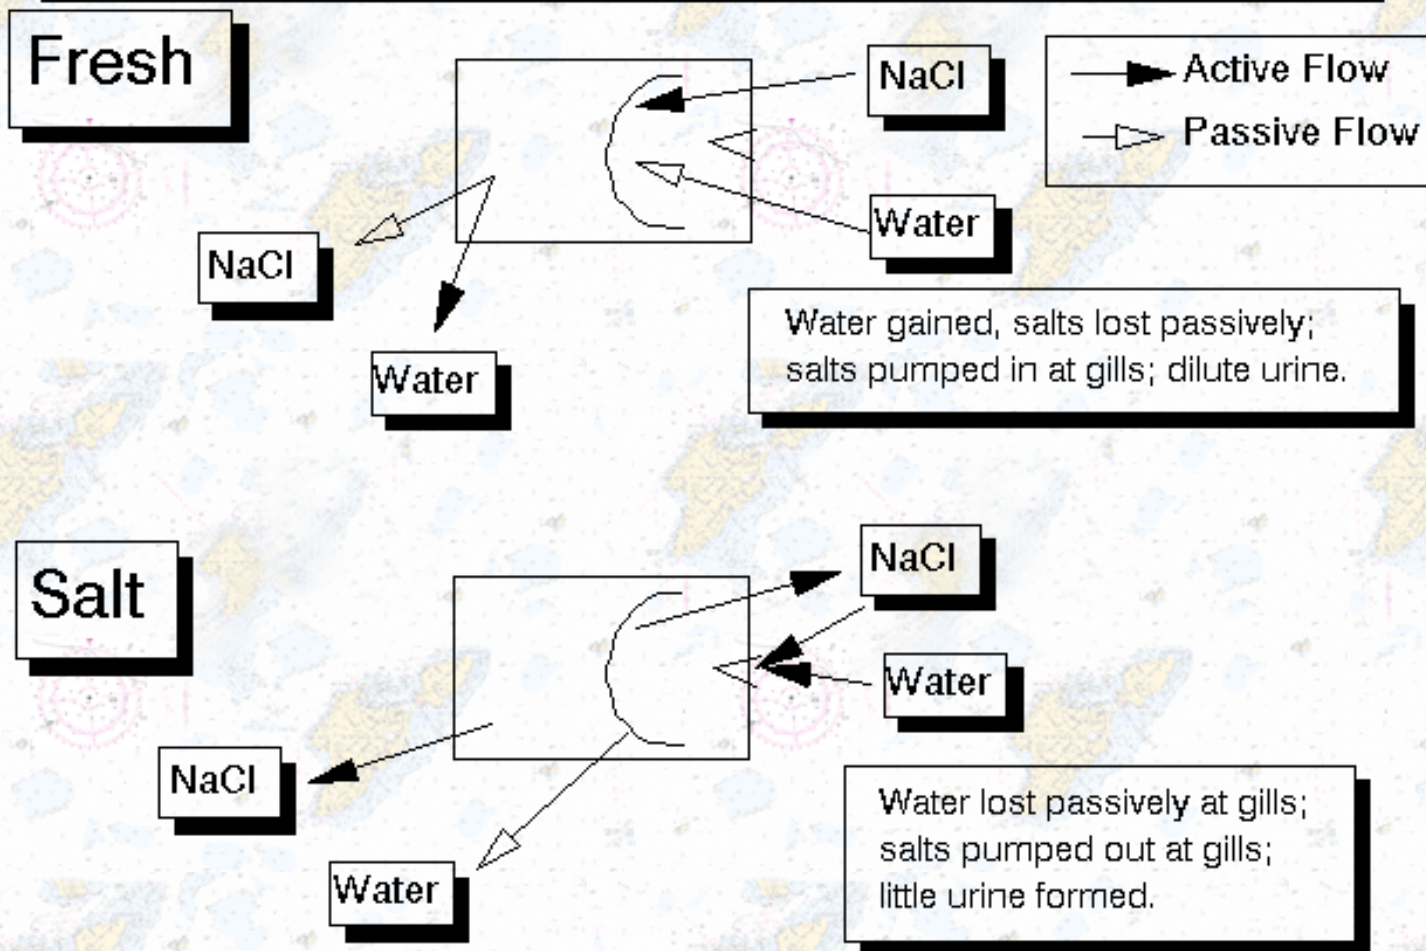 Fresh
NaCl
Active Flow
Passive Flow
Water
NaCl
Water
Water gained, salts lost passively;
salts pumped in at gills; dilute urine.
Salt
NaCl
Water
NaCl
Water
Water lost passively at gills;
salts pumped out at gills;
little urine formed.